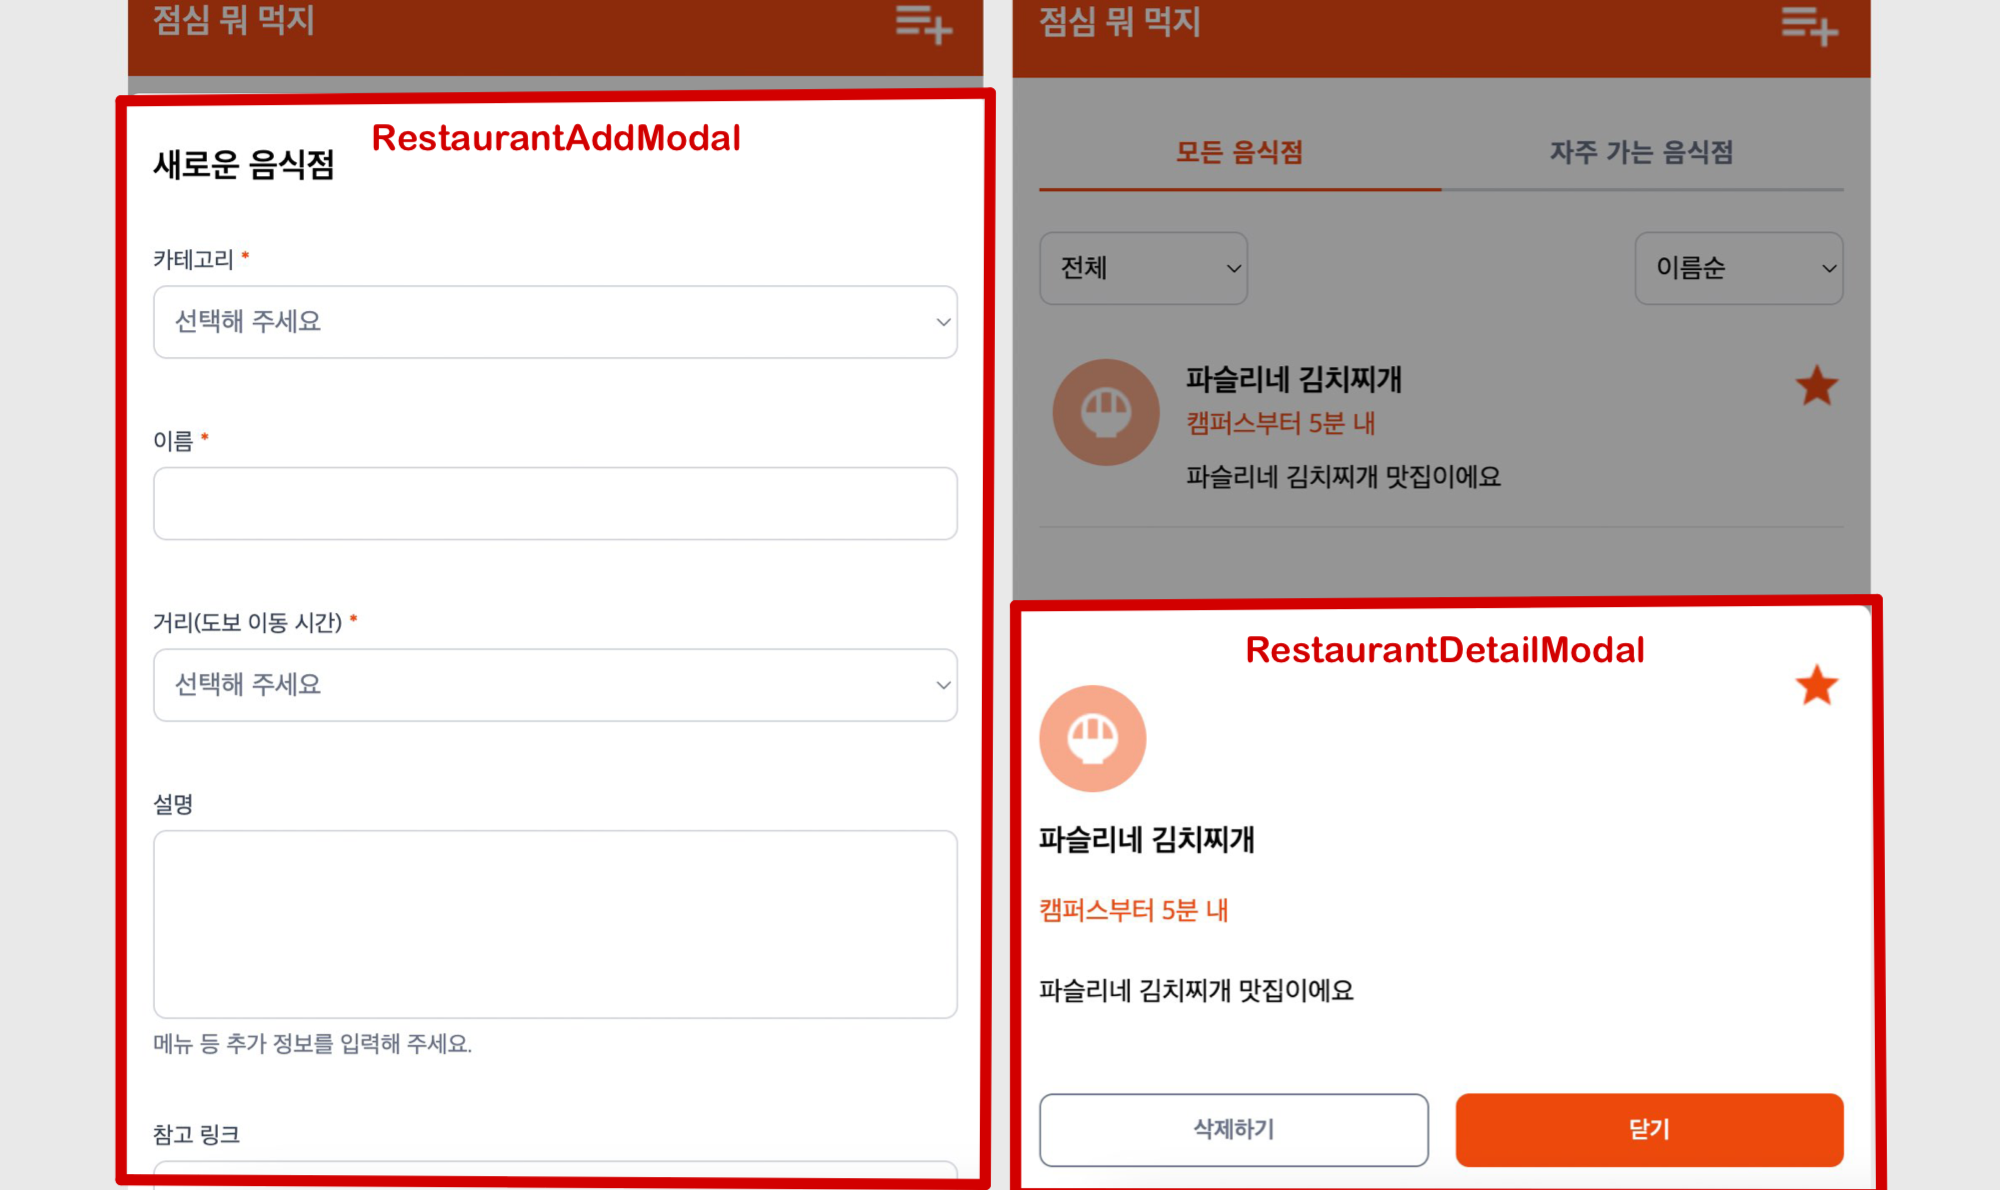 점심 뭐 먹지
RestaurantAddModal
새로운 음식점
카테고리 *
선택해 주세요
이름 *
거리(도보 이동 시간) *
선택해 주세요
설명
메뉴 등 추가 정보를 입력해 주세요.
참고 링크
점심 뭐 먹지
모든 음식점
자주 가는 음식점
전체
이름순
파슬리네 김치찌개
캠퍼스부터 5분 내
파슬리네 김치찌개 맛집이에요
RestaurantDetailModal
파슬리네 김치찌개
캠퍼스부터 5분 내
파슬리네 김치찌개 맛집이에요
삭제하기
닫기